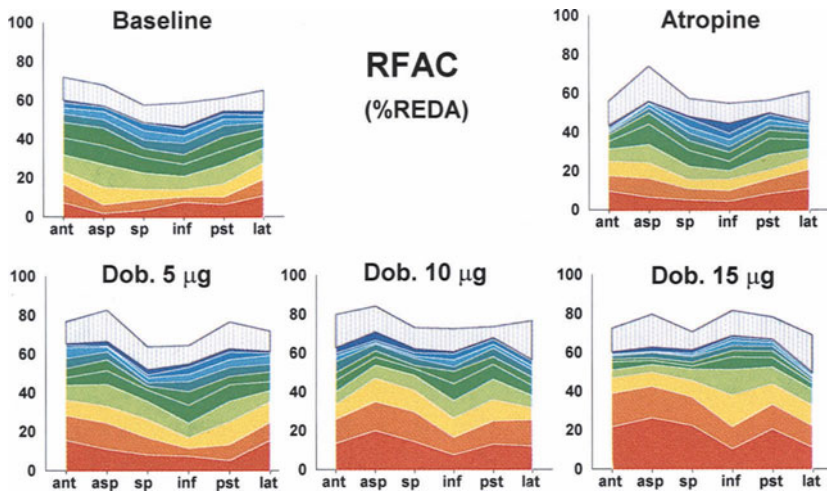 Baseline
100
80
60
40
20
0
ant asp sp inf pst lat
RFAC
(%REDA)
Atropine
100
80
60
40
20
0
ant asp sp inf pst lat
Dob. 5 μg
100
80
60
40
20
0
ant asp sp inf pst lat
Dob. 10 μg
100
80
60
40
20
0
ant asp sp inf pst lat
Dob. 15 μg
100
80
60
40
20
0
ant asp sp inf pst lat